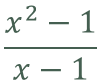 x² − 1
x − 1